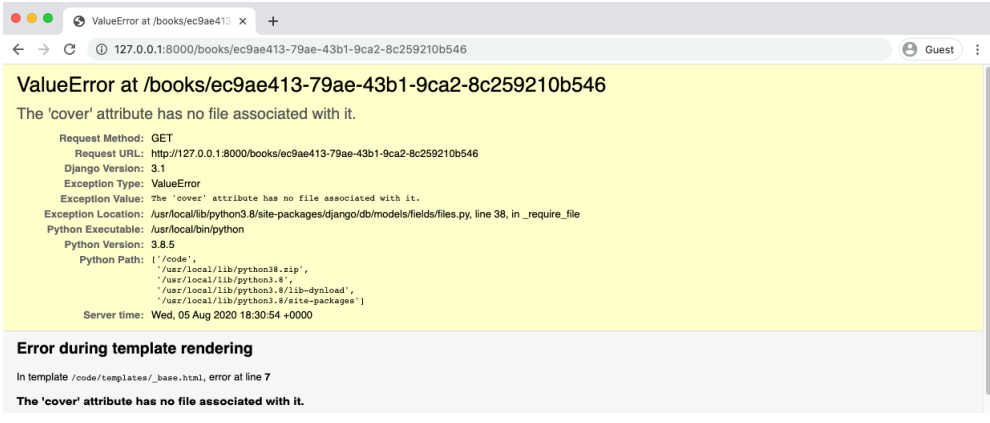 ValueError at /books/ec9ae413
127.0.0.1:8000/books/ec9ae413-79ae-43b1-9ca2-8c259210b546
Guest
ValueError at /books/ec9ae413-79ae-43b1-9ca2-8c259210b546
The 'cover' attribute has no file associated with it.
Request Method: GET
Request URL: http://127.0.0.1:8000/books/ec9ae413-79ae-43b1-9ca2-8c259210b546
Django Version: 3.1
Exception Type: ValueError
Exception Value: The 'cover' attribute has no file associated with it.
Exception Location: /usr/local/lib/python3.8/site-packages/django/db/models/fields/files.py, line 38, in _require_file
Python Executable: /usr/local/bin/python
Python Version: 3.8.5
Python Path: ['/code',
'/usr/local/lib/python38.zip',
'/usr/local/lib/python3.8',
'/usr/local/lib/python3.8/lib-dynload',
'/usr/local/lib/python3.8/site-packages']
Server time: Wed, 05 Aug 2020 18:30:54 +0000
Error during template rendering
In template /code/templates/_base.html, error at line 7
The 'cover' attribute has no file associated with it.